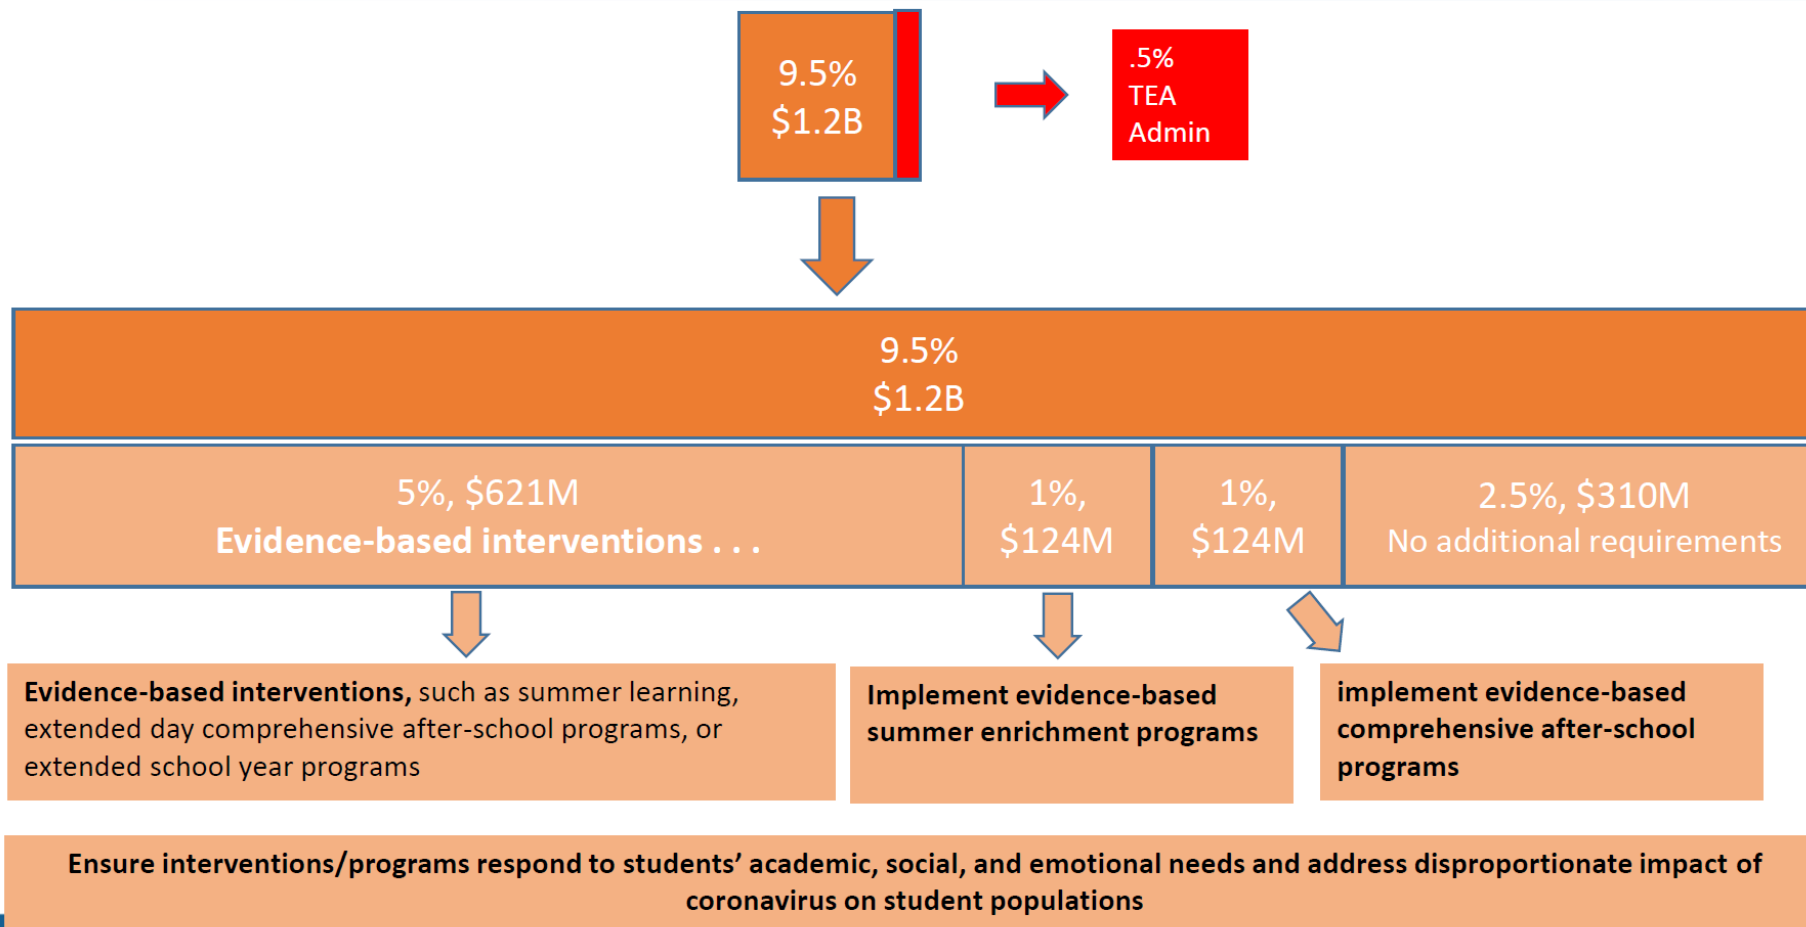 9.5%
$1.2B
.5%
TEA
Admin
9.5%
$1.2B
5%, $621M
Evidence-based interventions . . .
1%,
$124M
1%,
$124M
2.5%, $310M
No additional requirements
Evidence-based interventions, such as summer learning,
extended day comprehensive after-school programs, or
extended school year programs
Implement evidence-based
summer enrichment programs
implement evidence-based
comprehensive after-school
programs
Ensure interventions/programs respond to students’ academic, social, and emotional needs and address disproportionate impact of
coronavirus on student populations